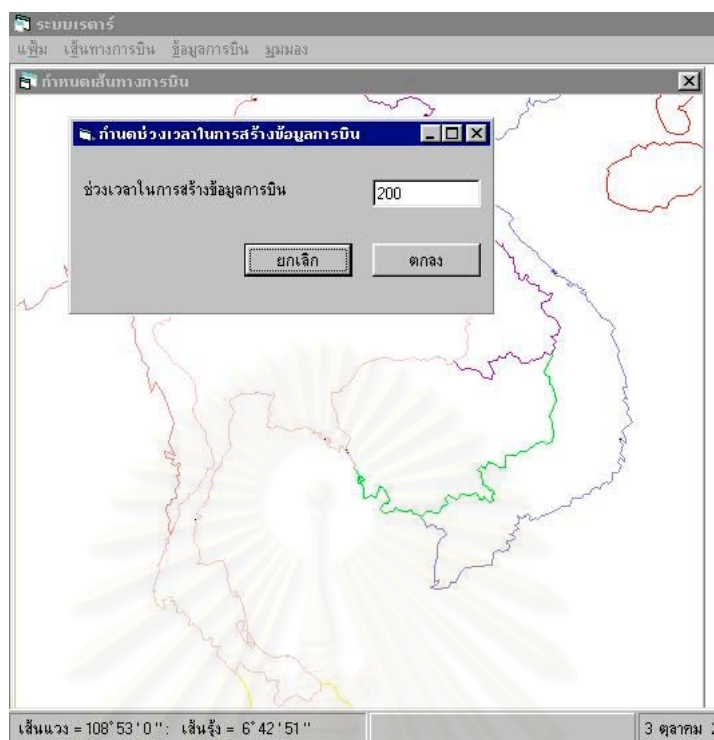 ระบบเรดาร์
แฟ้ม เส้นทางการบิน ข้อมูลการบิน มุมมอง
กำหนดเส้นทางการบิน
กำนดช่วงเวลาในการสร้างข้อมูลการบิน
ช่วงเวลาในการสร้างข้อมูลการบิน 200
ยกเลิก ตกลง
เส้นแวง = 108° 53 ' 0 " : เส้นรุ้ง = 6° 42 ' 51 " 3 ตุลาคม 2